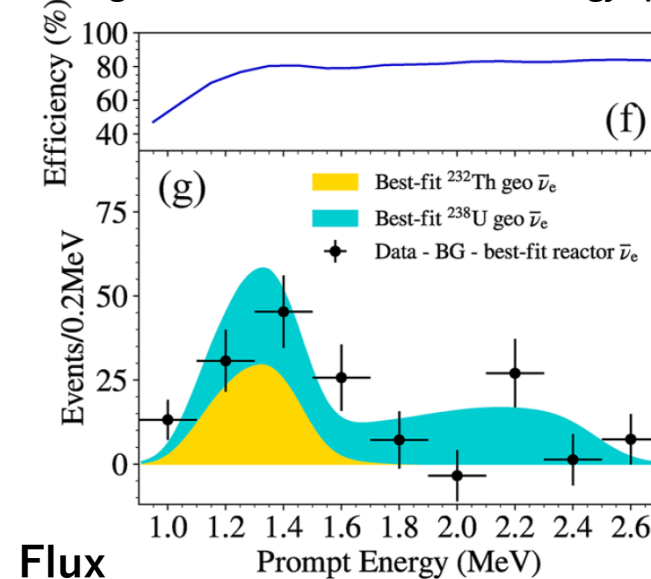 Efficiency (%)
100
80
60
40
(f)
(g)
Best-fit ²³²Th geo ν̅ₑ
Best-fit ²³⁸U geo ν̅ₑ
Data - BG - best-fit reactor ν̅ₑ
Events/0.2MeV
75
50
25
0
1.0 1.2 1.4 1.6 1.8 2.0 2.2 2.4 2.6
Prompt Energy (MeV)
Flux